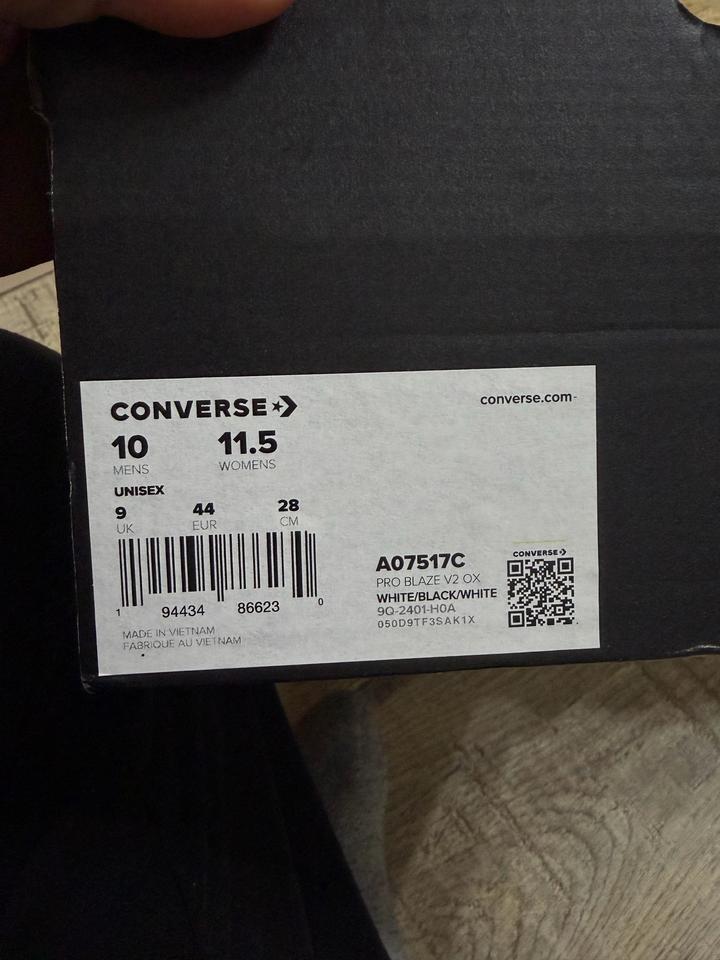 CONVERSE
converse.com
10 11.5
MENS WOMENS
UNISEX
9 44 28
UK EUR CM
1 94434 86623 0
MADE IN VIETNAM
FABRIQUE AU VIETNAM
A07517C
PRO BLAZE V2 OX
WHITE/BLACK/WHITE
9Q-2401-H0A
050D9TF3SAK1X
CONVERSE